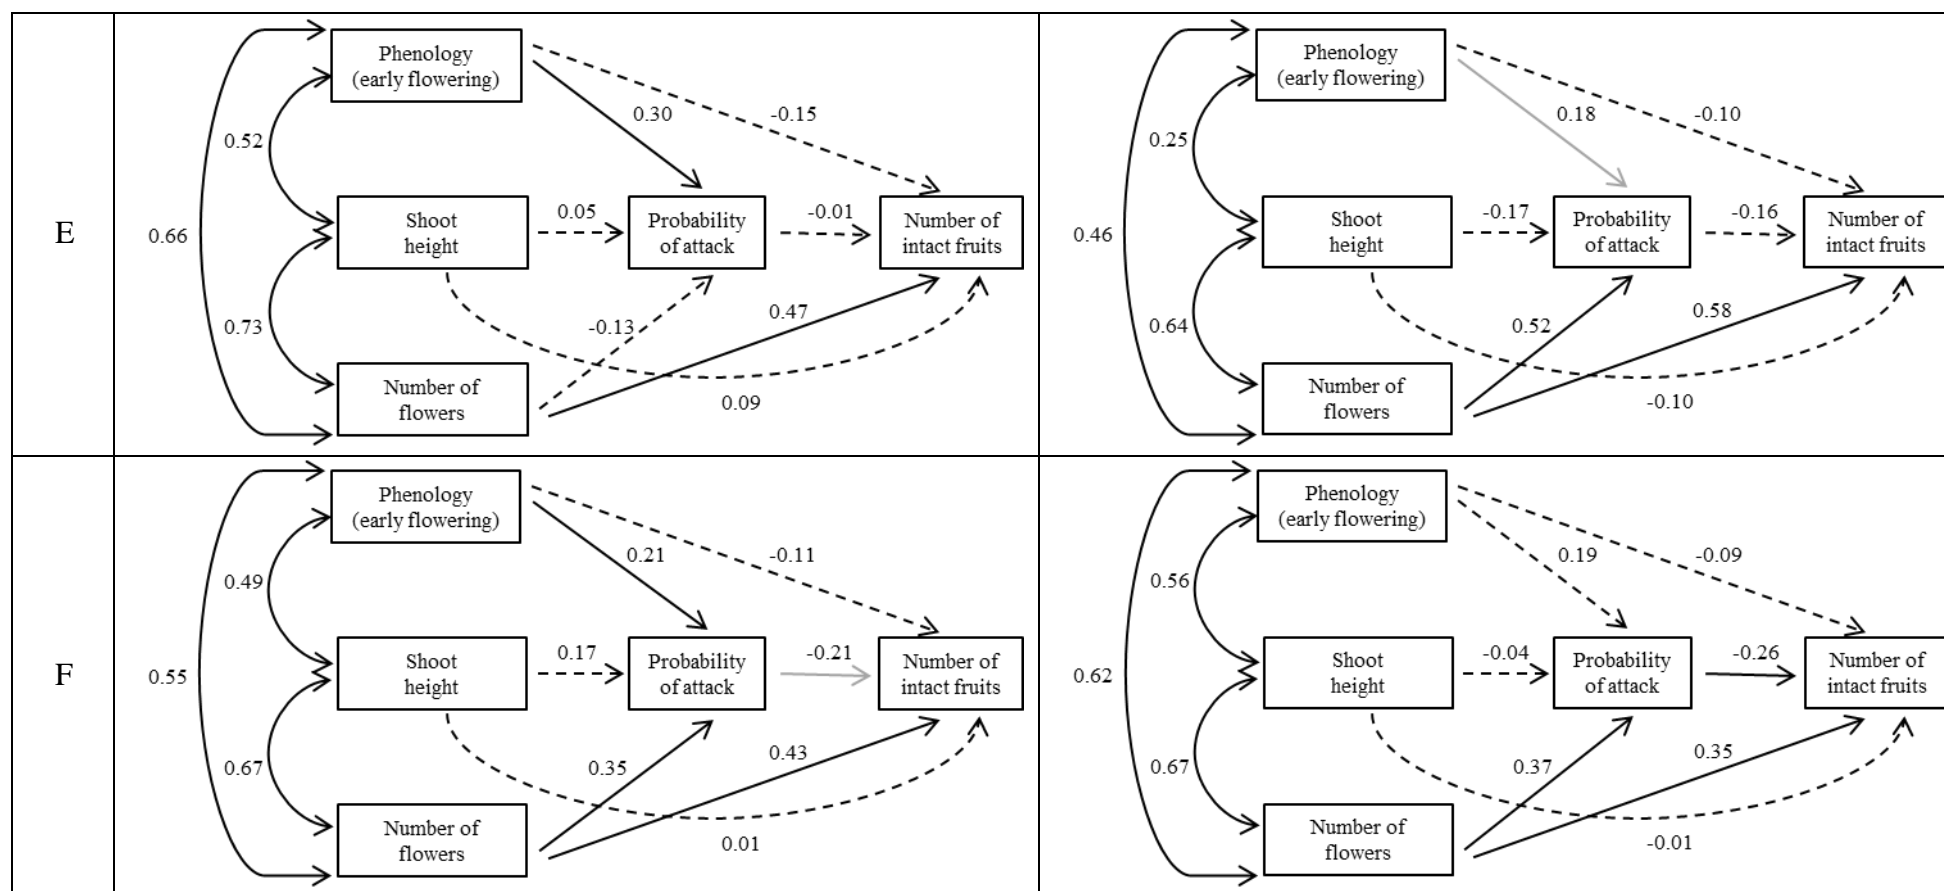 E
Phenology
(early flowering)
0.30
-0.15
0.52
Shoot
height
0.05
Probability
of attack
-0.01
Number of
intact fruits
0.66
0.73
-0.13
0.47
Number of
flowers
0.09
Phenology
(early flowering)
0.18
-0.10
0.25
Shoot
height
-0.17
Probability
of attack
-0.16
Number of
intact fruits
0.46
0.64
0.52
0.58
Number of
flowers
-0.10
F
Phenology
(early flowering)
0.21
-0.11
0.49
Shoot
height
0.17
Probability
of attack
-0.21
Number of
intact fruits
0.55
0.67
0.35
0.43
Number of
flowers
0.01
Phenology
(early flowering)
0.19
-0.09
0.56
Shoot
height
-0.04
Probability
of attack
-0.26
Number of
intact fruits
0.62
0.67
0.37
0.35
Number of
flowers
-0.01